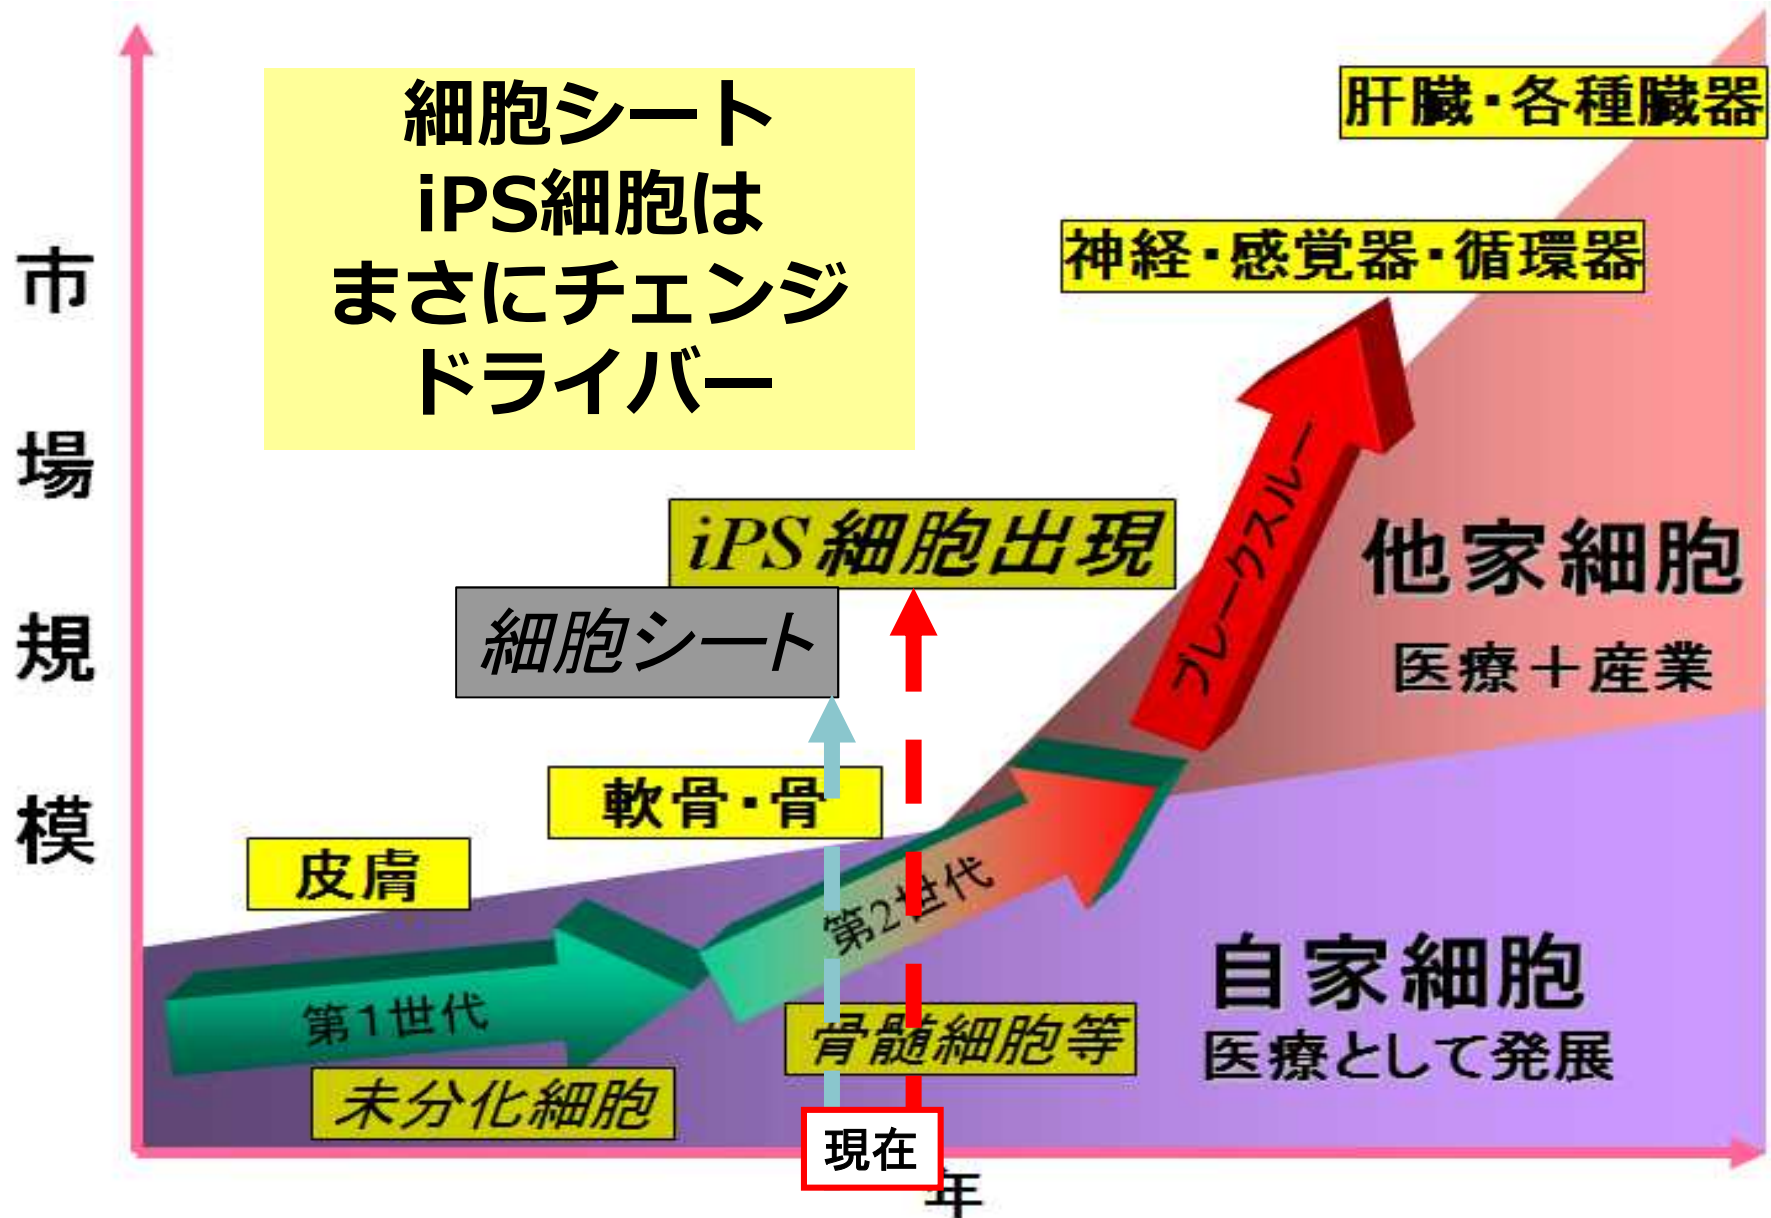 細胞シート
iPS細胞は
まさにチェンジ
ドライバー
肝臓・各種臓器
神経・感覚器・循環器
市場規模
iPS細胞出現
細胞シート
ブレークスルー
他家細胞
医療＋産業
軟骨・骨
皮膚
第2世代
第1世代
自家細胞
医療として発展
骨髄細胞等
未分化細胞
現在
年